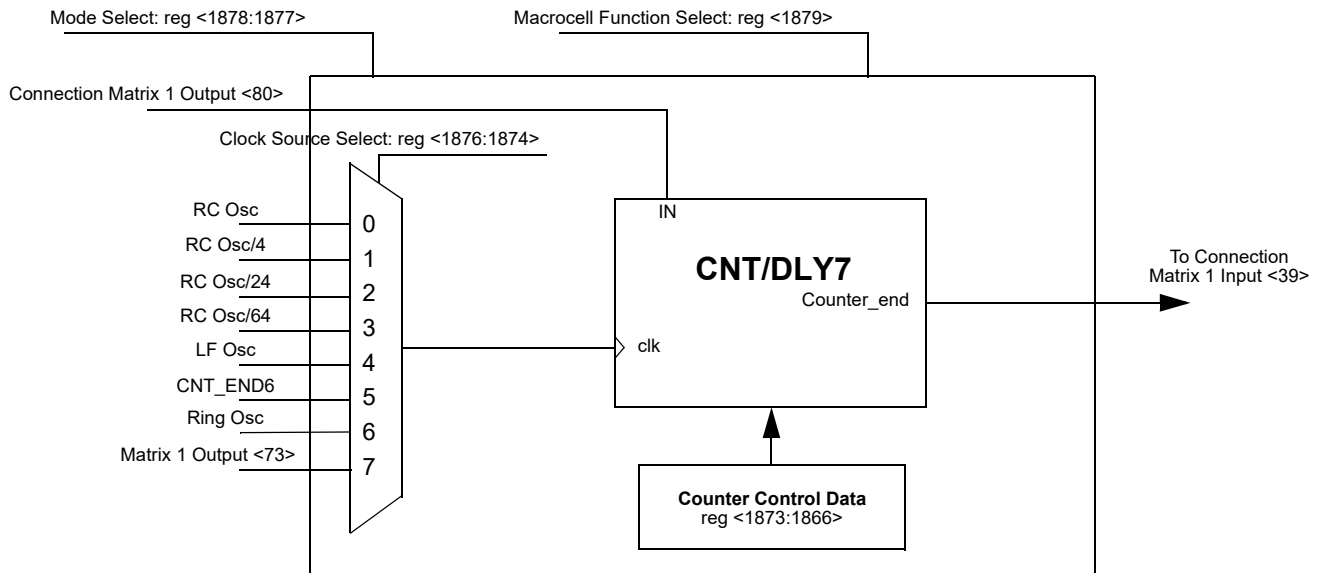 Mode Select: reg <1878:1877>
Macrocell Function Select: reg <1879>
Connection Matrix 1 Output <80>
Clock Source Select: reg <1876:1874>
RC Osc
0
RC Osc/4
1
RC Osc/24
2
RC Osc/64
3
LF Osc
4
CNT_END6
5
Ring Osc
6
Matrix 1 Output <73>
7
IN
CNT/DLY7
Counter_end
clk
To Connection
Matrix 1 Input <39>
Counter Control Data
reg <1873:1866>